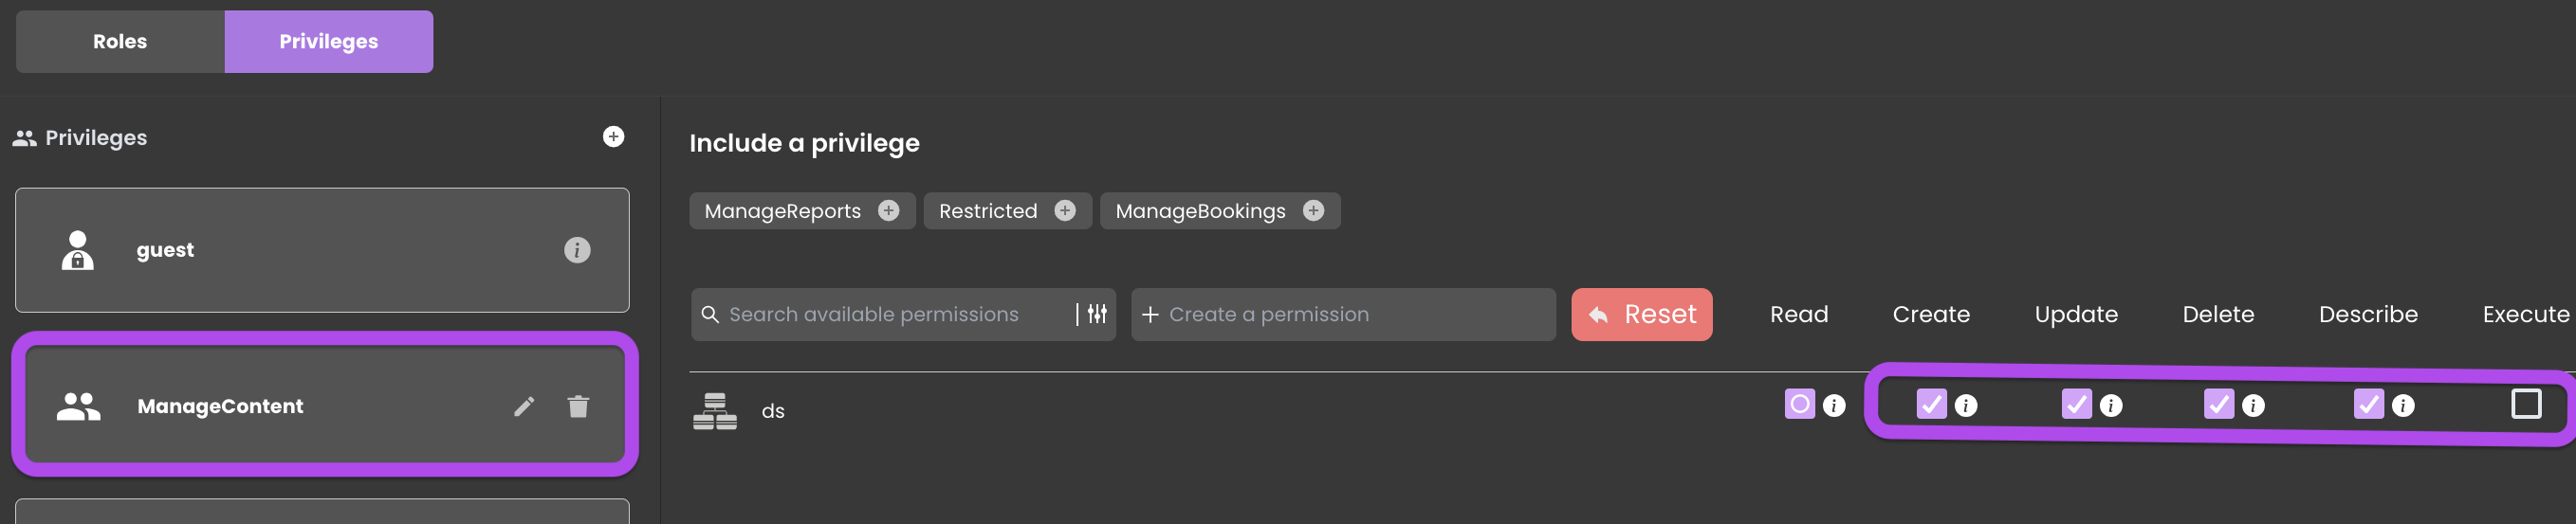 Roles Privileges
Privileges
guest
ManageContent
Include a privilege
ManageReports Restricted ManageBookings
Search available permissions Create a permission Reset Read Create Update Delete Describe Execute
ds